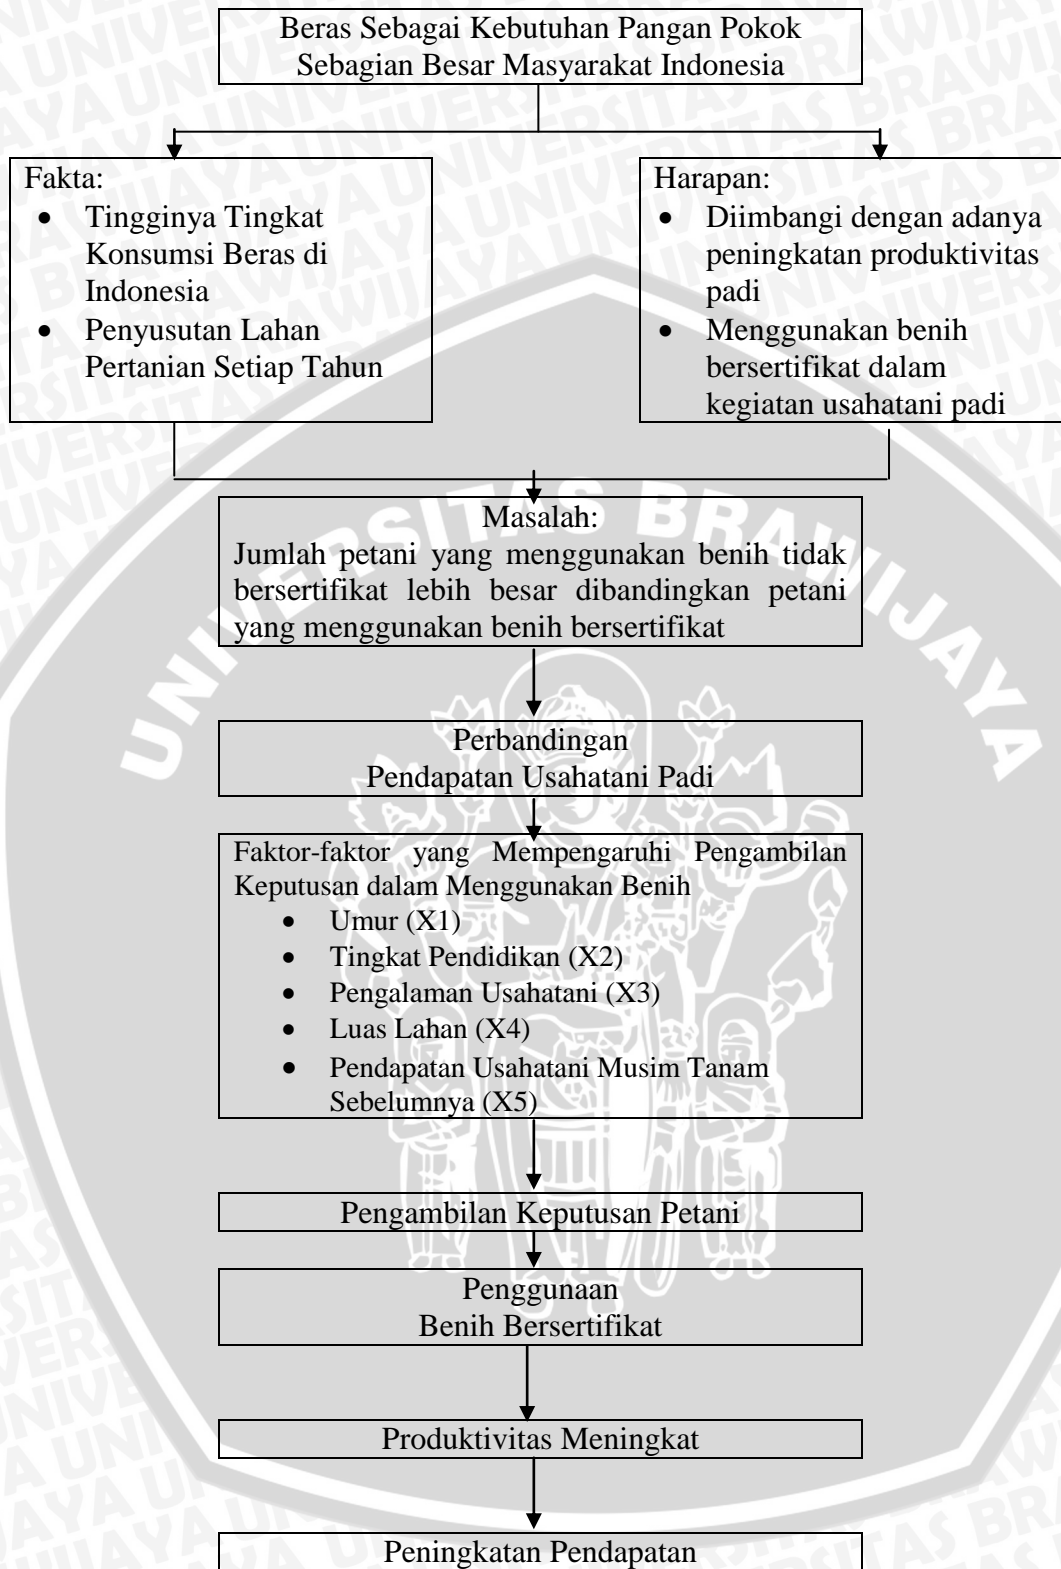 Beras Sebagai Kebutuhan Pangan Pokok
Sebagian Besar Masyarakat Indonesia
Fakta:
• Tingginya Tingkat
Konsumsi Beras di
Indonesia
• Penyusutan Lahan
Pertanian Setiap Tahun
Harapan:
• Diimbangi dengan adanya
peningkatan produktivitas
padi
• Menggunakan benih
bersertifikat dalam
kegiatan usahatani padi
Masalah:
Jumlah petani yang menggunakan benih tidak
bersertifikat lebih besar dibandingkan petani
yang menggunakan benih bersertifikat
Perbandingan
Pendapatan Usahatani Padi
Faktor-faktor yang Mempengaruhi Pengambilan
Keputusan dalam Menggunakan Benih
• Umur (X1)
• Tingkat Pendidikan (X2)
• Pengalaman Usahatani (X3)
• Luas Lahan (X4)
• Pendapatan Usahatani Musim Tanam
Sebelumnya (X5)
Pengambilan Keputusan Petani
Penggunaan
Benih Bersertifikat
Produktivitas Meningkat
Peningkatan Pendapatan
UNIVERSITAS BRAWIJAYA